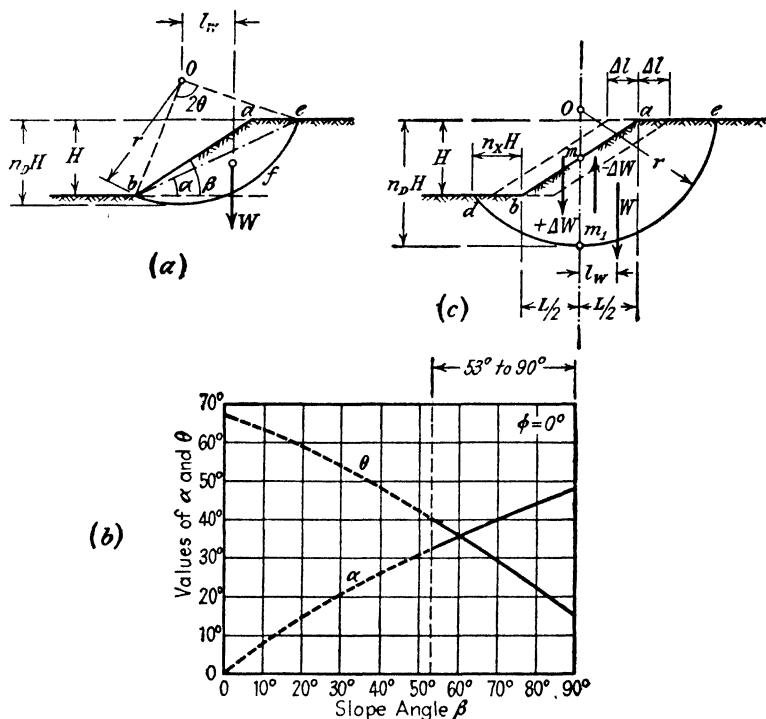 l_w
O
2θ
a
e
r
n_D H
H
b
α
β
f
W
(a)
Δl
Δl
O
a
e
n_x H
m
r
H
n_D H
-ΔW
d
b
+ΔW
W
m_1
l_w
L/2
L/2
(c)
53° to 90°
70°
60°
50°
40°
30°
20°
10°
0
Values of α and θ
ϕ=0°
θ
α
(b)
0
10°
20°
30°
40°
50°
60°
70°
80°
90°
Slope Angle β